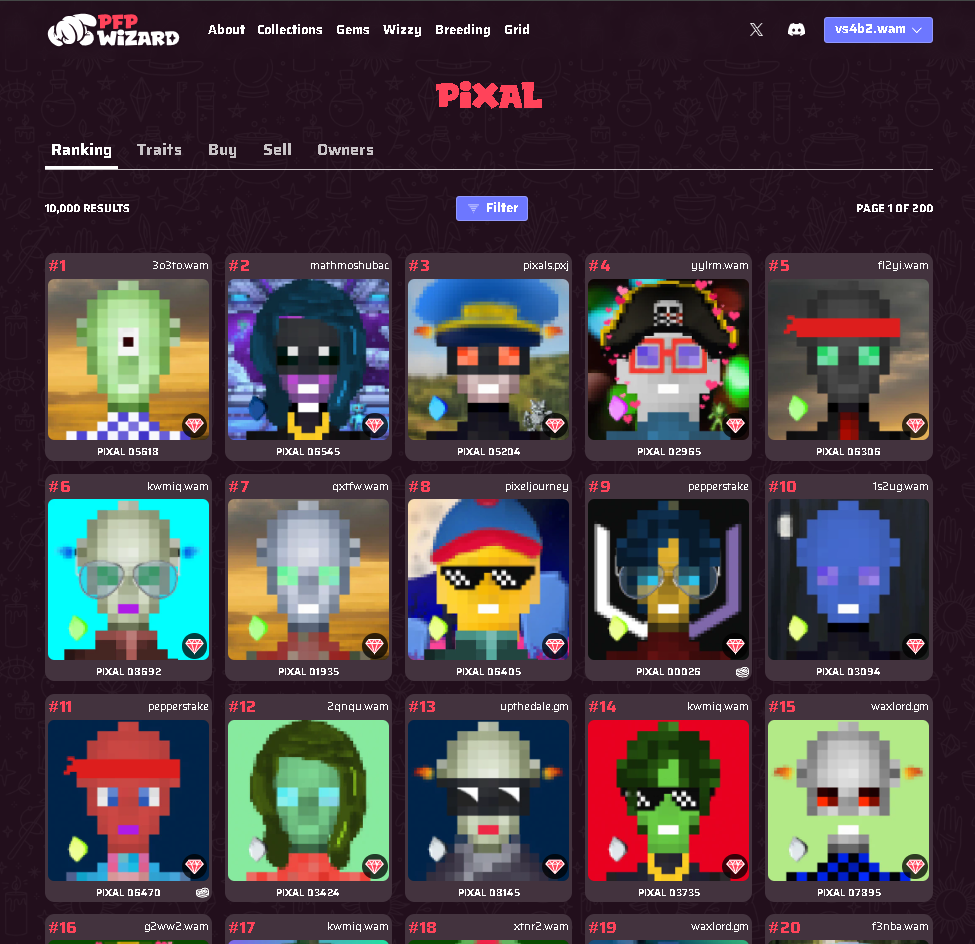 PFP WiZARD
About Collections Gems Wizzy Breeding Grid
vs4b2.wam
PiXAL
Ranking Traits Buy Sell Owners
10,000 RESULTS
Filter
PAGE 1 OF 200
#1 3o3to.wam
#2 mathmoshubac
#3 pixals.pxj
#4 yylrm.wam
#5 fl2yi.wam
PIXAL 05618
PIXAL 06545
PIXAL 05204
PIXAL 02965
PIXAL 06306
#6 kwmiq.wam
#7 qxtfw.wam
#8 pixeljourney
#9 pepperstake
#10 1s2ug.wam
PIXAL 08692
PIXAL 01935
PIXAL 06405
PIXAL 00026
PIXAL 03094
#11 pepperstake
#12 2qnqu.wam
#13 upthedale.gm
#14 kwmiq.wam
#15 waxlord.gm
PIXAL 06470
PIXAL 03424
PIXAL 08145
PIXAL 03735
PIXAL 07895
#16 g2ww2.wam
#17 kwmiq.wam
#18 xtnr2.wam
#19 waxlord.gm
#20 f3nba.wam